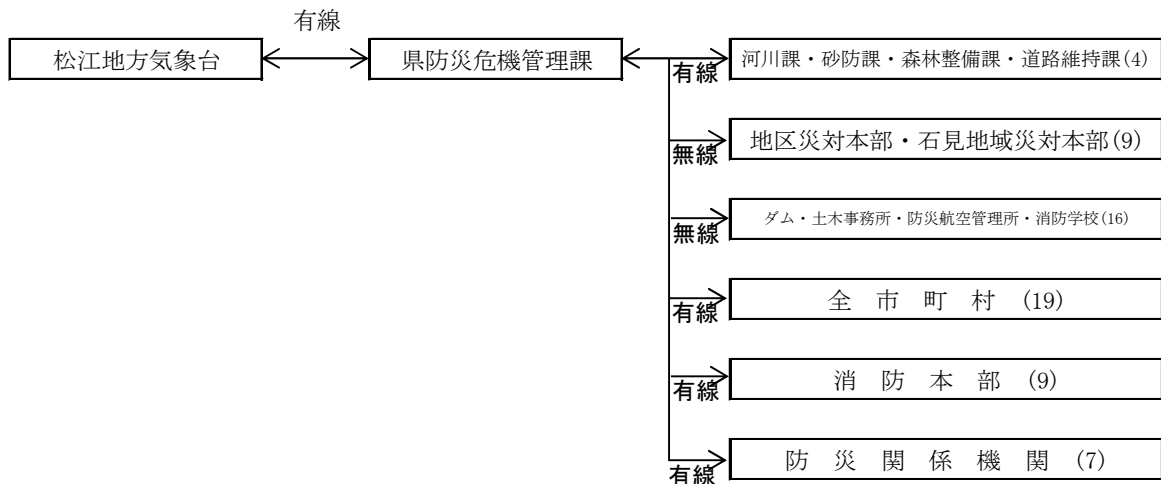 有線
松江地方気象台
県防災危機管理課
有線
河川課・砂防課・森林整備課・道路維持課(4)
無線
地区災対本部・石見地域災対本部(9)
無線
ダム・土木事務所・防災航空管理所・消防学校(16)
有線
全市町村 (19)
有線
消防本部 (9)
有線
防災関係機関 (7)